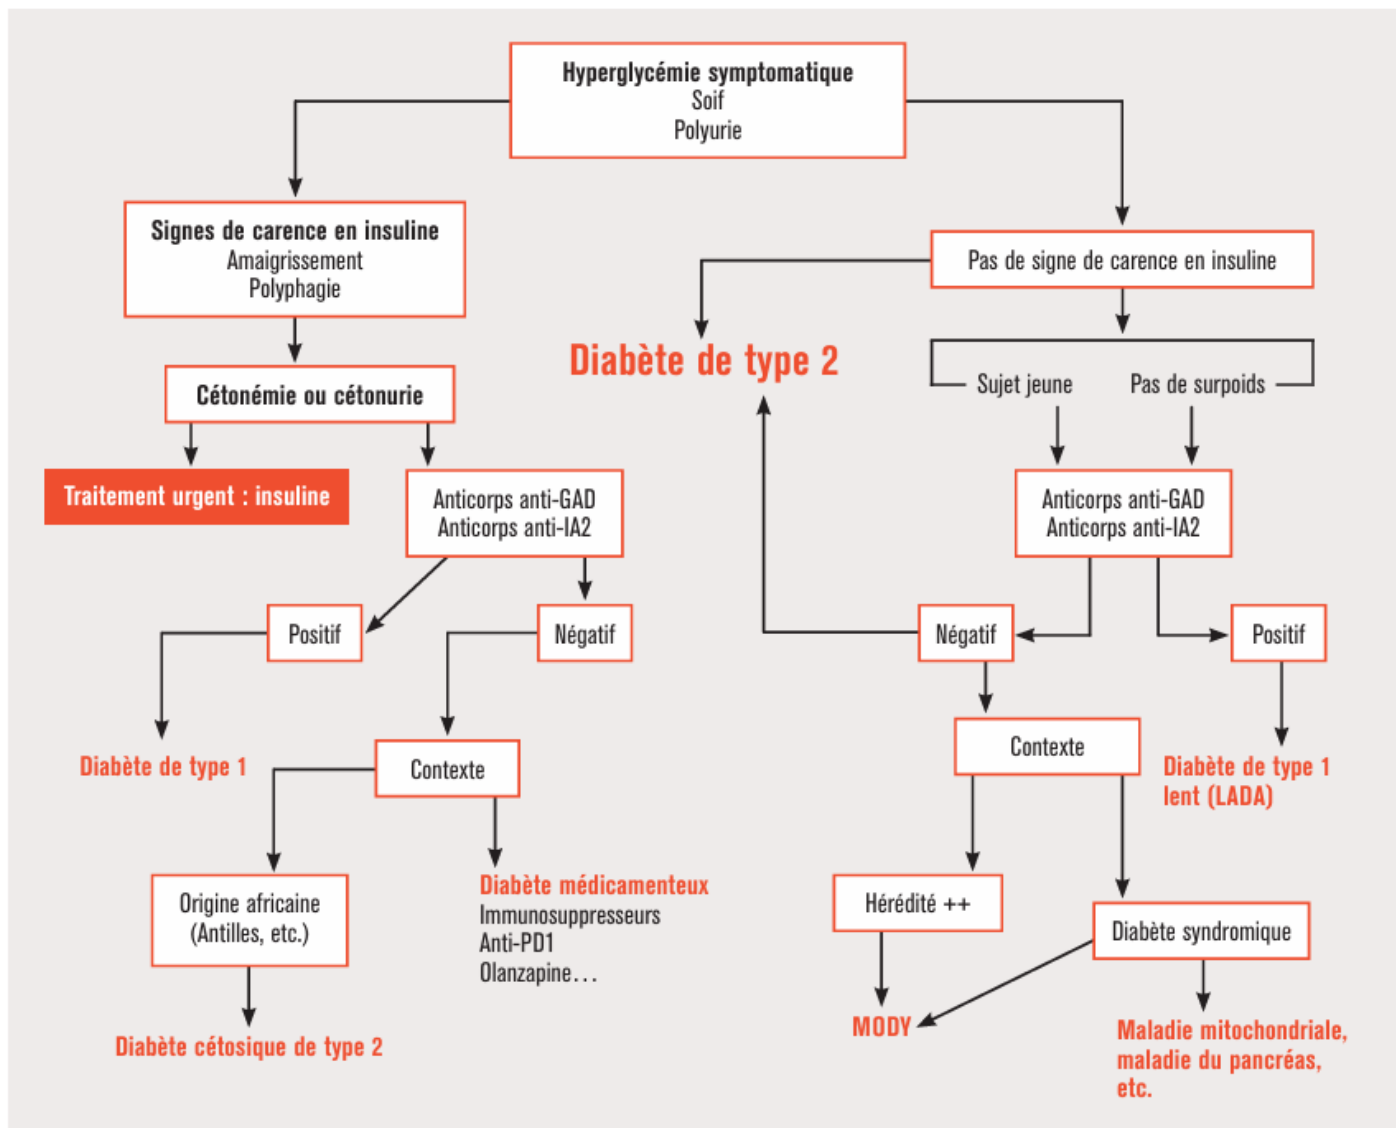 Hyperglycémie symptomatique
Soif
Polyurie
Signes de carence en insuline
Amaigrissement
Polyphagie
Pas de signe de carence en insuline
Diabète de type 2
Cétonémie ou cétonurie
Sujet jeune
Pas de surpoids
Traitement urgent : insuline
Anticorps anti-GAD
Anticorps anti-IA2
Anticorps anti-GAD
Anticorps anti-IA2
Positif
Négatif
Négatif
Positif
Diabète de type 1
Contexte
Contexte
Diabète de type 1
lent (LADA)
Origine africaine
(Antilles, etc.)
Diabète médicamenteux
Immunosuppresseurs
Anti-PD1
Olanzapine…
Hérédité ++
Diabète syndromique
Diabète cétosique de type 2
MODY
Maladie mitochondriale,
maladie du pancréas,
etc.